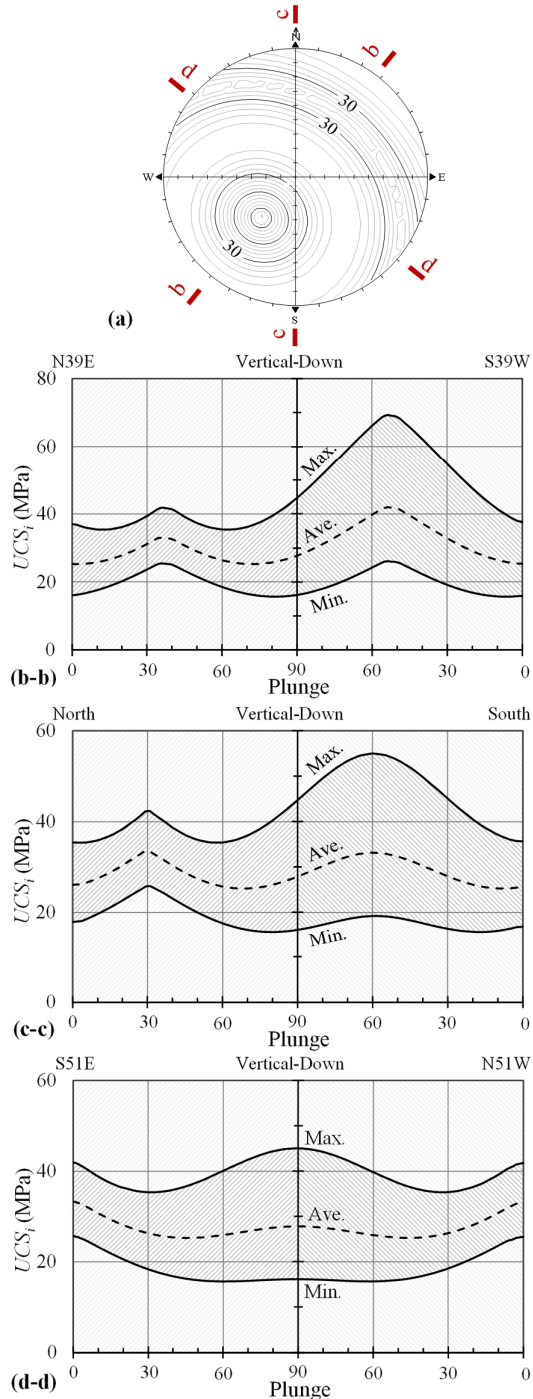 c
N
b
d
30
30
W
E
30
b
d
(a)
S
c
N39E Vertical-Down S39W
80
60
40
20
0
UCSi (MPa)
Max.
Ave.
Min.
0 30 60 90 60 30 0
(b-b) Plunge
North Vertical-Down South
60
40
20
0
UCSi (MPa)
Max.
Ave.
Min.
0 30 60 90 60 30 0
(c-c) Plunge
S51E Vertical-Down N51W
60
40
20
0
UCSi (MPa)
Max.
Ave.
Min.
0 30 60 90 60 30 0
(d-d) Plunge